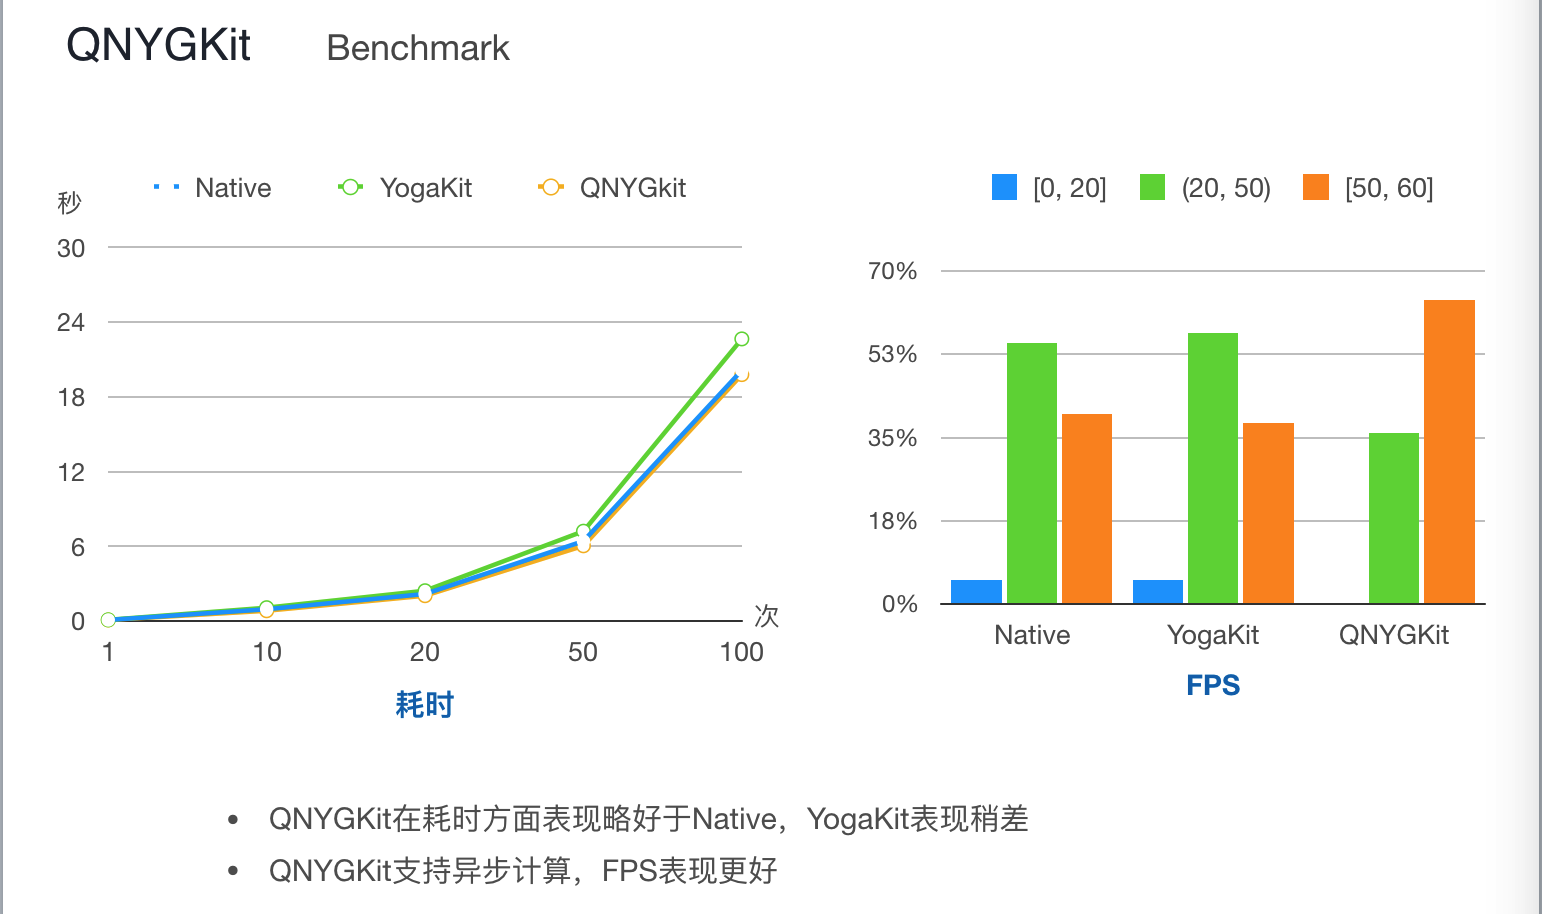 QNYGKit Benchmark
秒
Native YogaKit QNYGkit
30
24
18
12
6
0
次
1 10 20 50 100
耗时
[0, 20] (20, 50) [50, 60]
70%
53%
35%
18%
0%
Native YogaKit QNYGKit
FPS
• QNYGKit在耗时方面表现略好于Native，YogaKit表现稍差
• QNYGKit支持异步计算，FPS表现更好